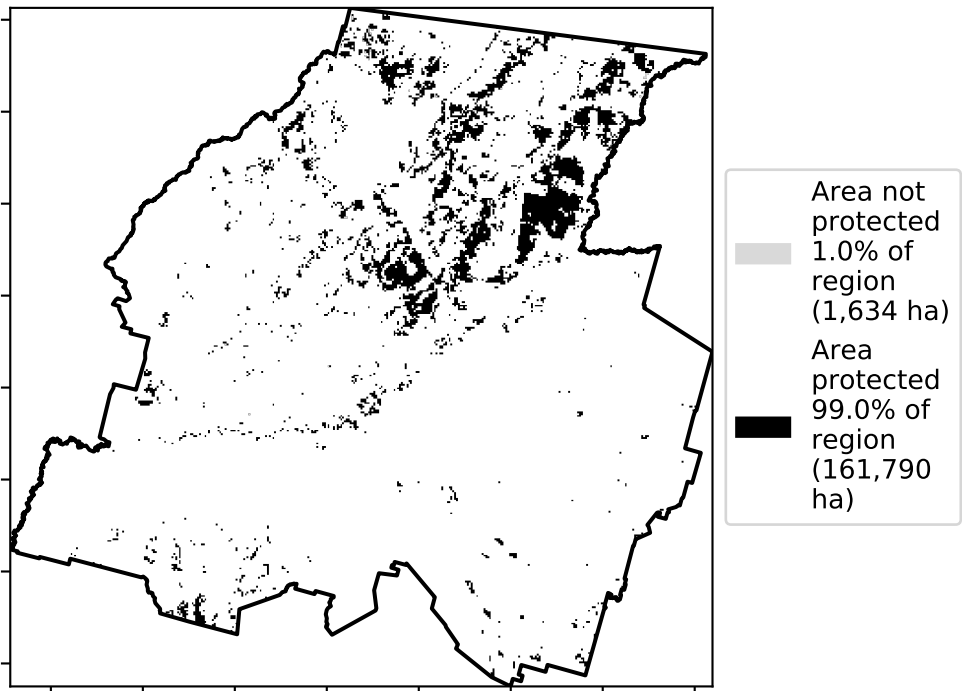 Area not
protected
1.0% of
region
(1,634 ha)
Area
protected
99.0% of
region
(161,790
ha)